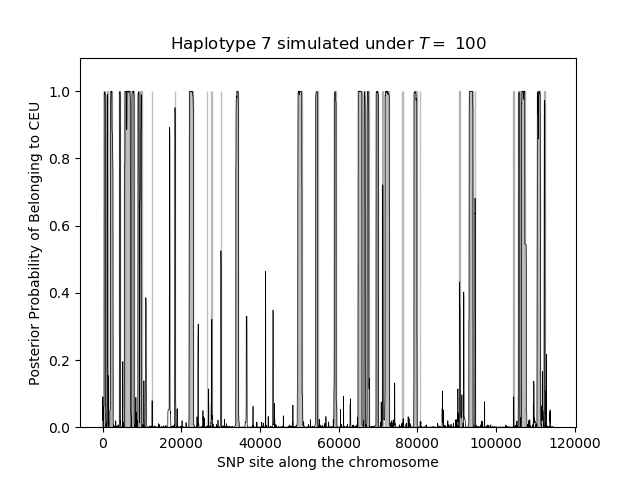 Haplotype 7 simulated under T = 100
Posterior Probability of Belonging to CEU
1.0
0.8
0.6
0.4
0.2
0.0
0 20000 40000 60000 80000 100000 120000
SNP site along the chromosome